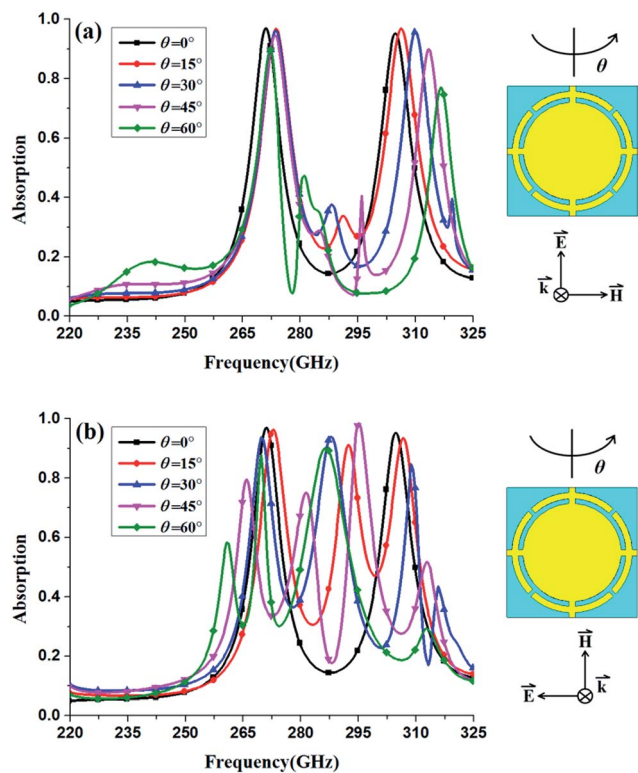 (a)
θ=0°
θ=15°
θ=30°
θ=45°
θ=60°
Absorption
1.0
0.8
0.6
0.4
0.2
0.0
220 235 250 265 280 295 310 325
Frequency(GHz)
θ
E
k
H
(b)
θ=0°
θ=15°
θ=30°
θ=45°
θ=60°
Absorption
1.0
0.8
0.6
0.4
0.2
0.0
220 235 250 265 280 295 310 325
Frequency(GHz)
θ
H
E
k